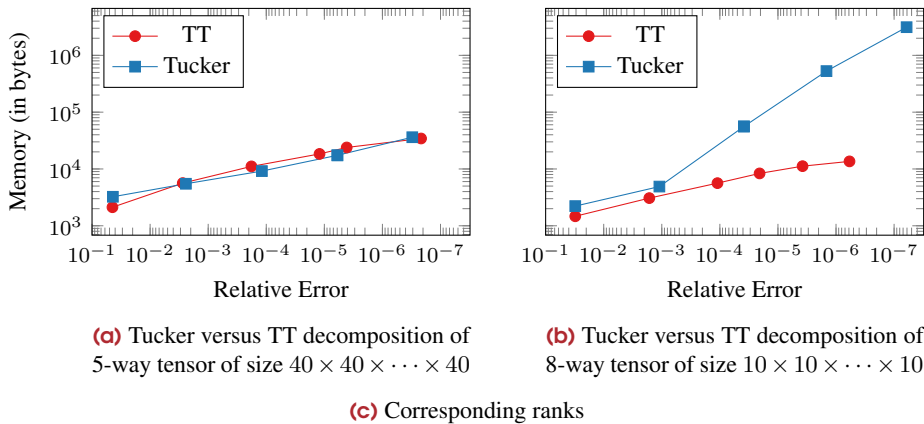 TT
Tucker
TT
Tucker
Memory (in bytes)
10^6
10^5
10^4
10^3
10^−1 10^−2 10^−3 10^−4 10^−5 10^−6 10^−7
10^−1 10^−2 10^−3 10^−4 10^−5 10^−6 10^−7
Relative Error
Relative Error
(a) Tucker versus TT decomposition of
5-way tensor of size 40 × 40 × ⋯ × 40
(b) Tucker versus TT decomposition of
8-way tensor of size 10 × 10 × ⋯ × 10
(c) Corresponding ranks